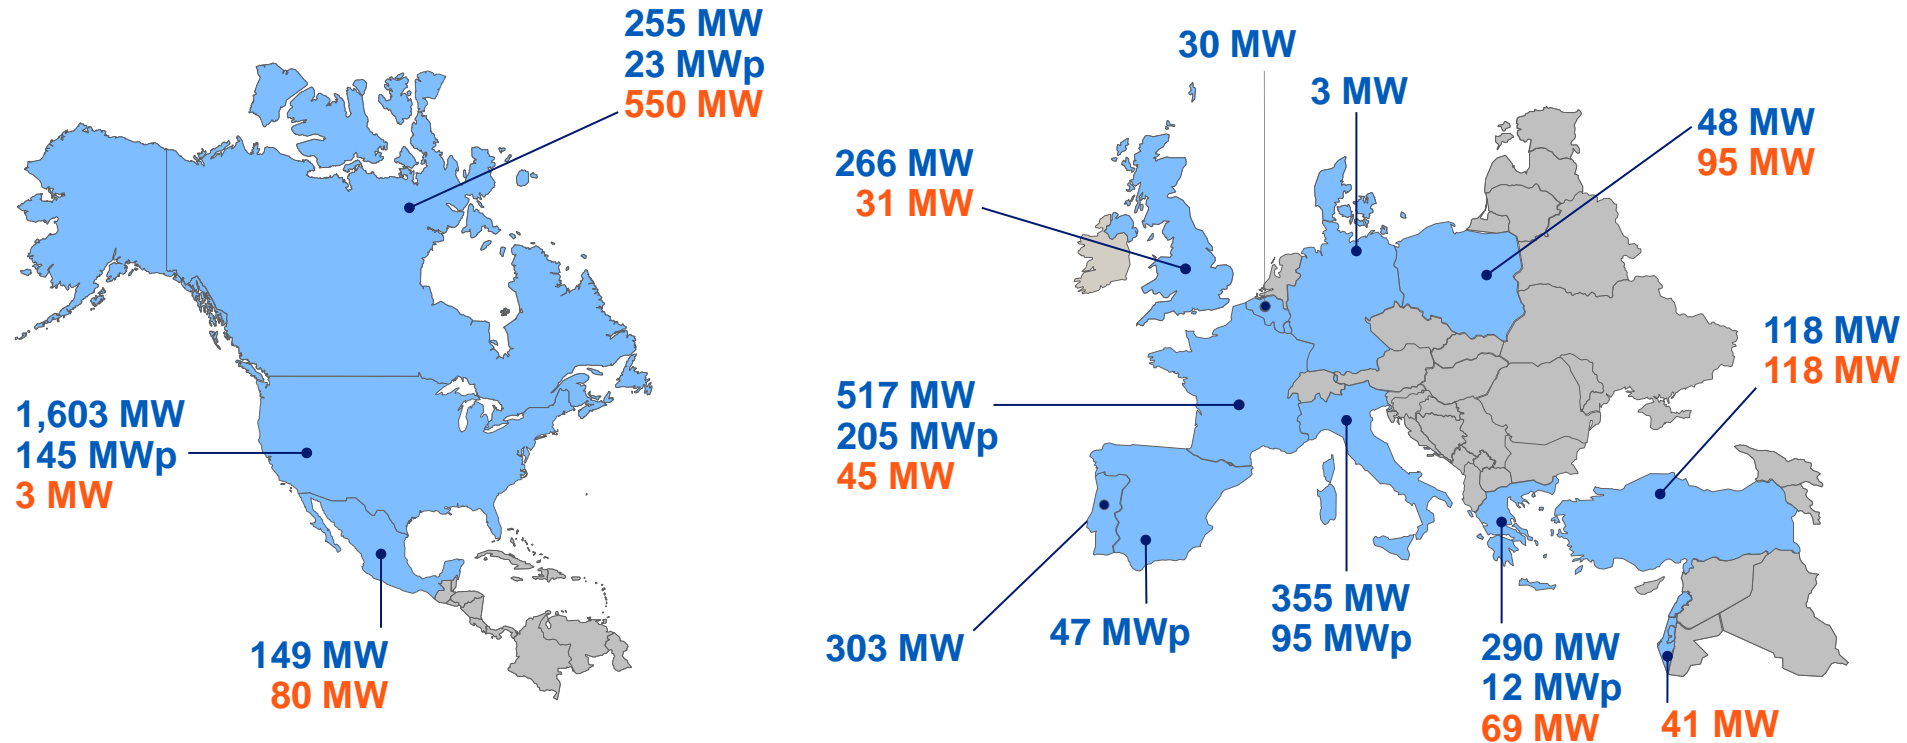 255 MW
23 MWp
550 MW
1,603 MW
145 MWp
3 MW
149 MW
80 MW
30 MW
3 MW
48 MW
95 MW
266 MW
31 MW
118 MW
118 MW
517 MW
205 MWp
45 MW
303 MW
47 MWp
355 MW
95 MWp
290 MW
12 MWp
69 MW
41 MW